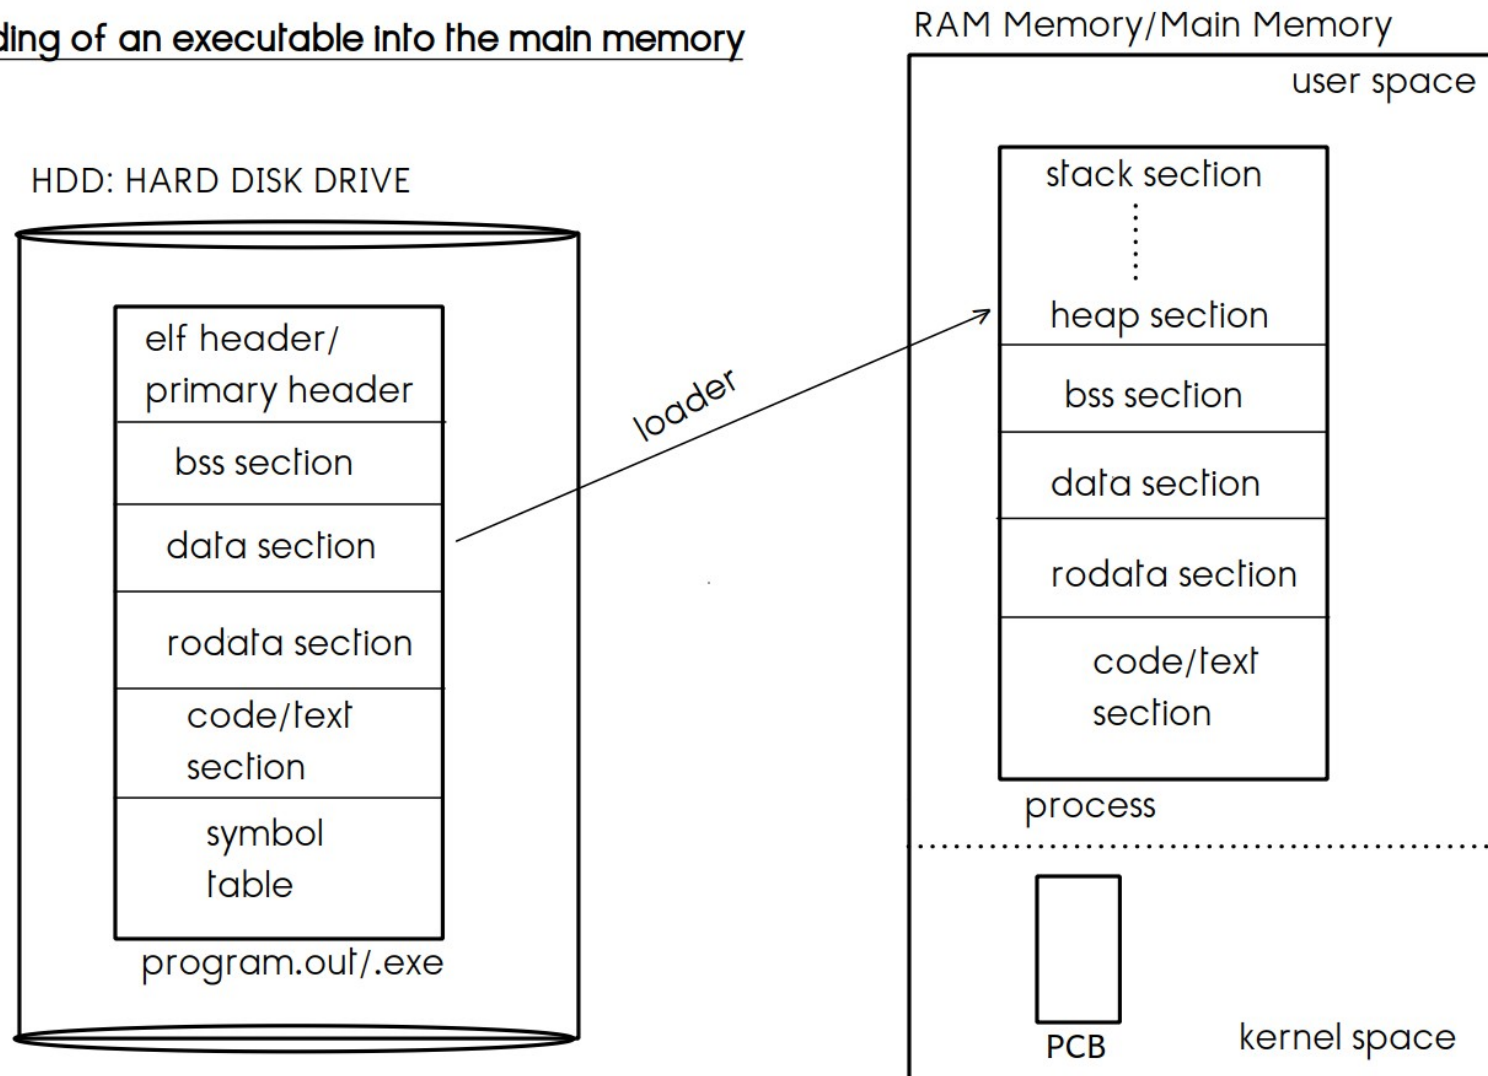 ding of an executable into the main memory
RAM Memory/Main Memory
user space
HDD: HARD DISK DRIVE
elf header/
primary header
bss section
data section
rodata section
code/text
section
symbol
table
program.out/.exe
loader
stack section
heap section
bss section
data section
rodata section
code/text
section
process
PCB
kernel space